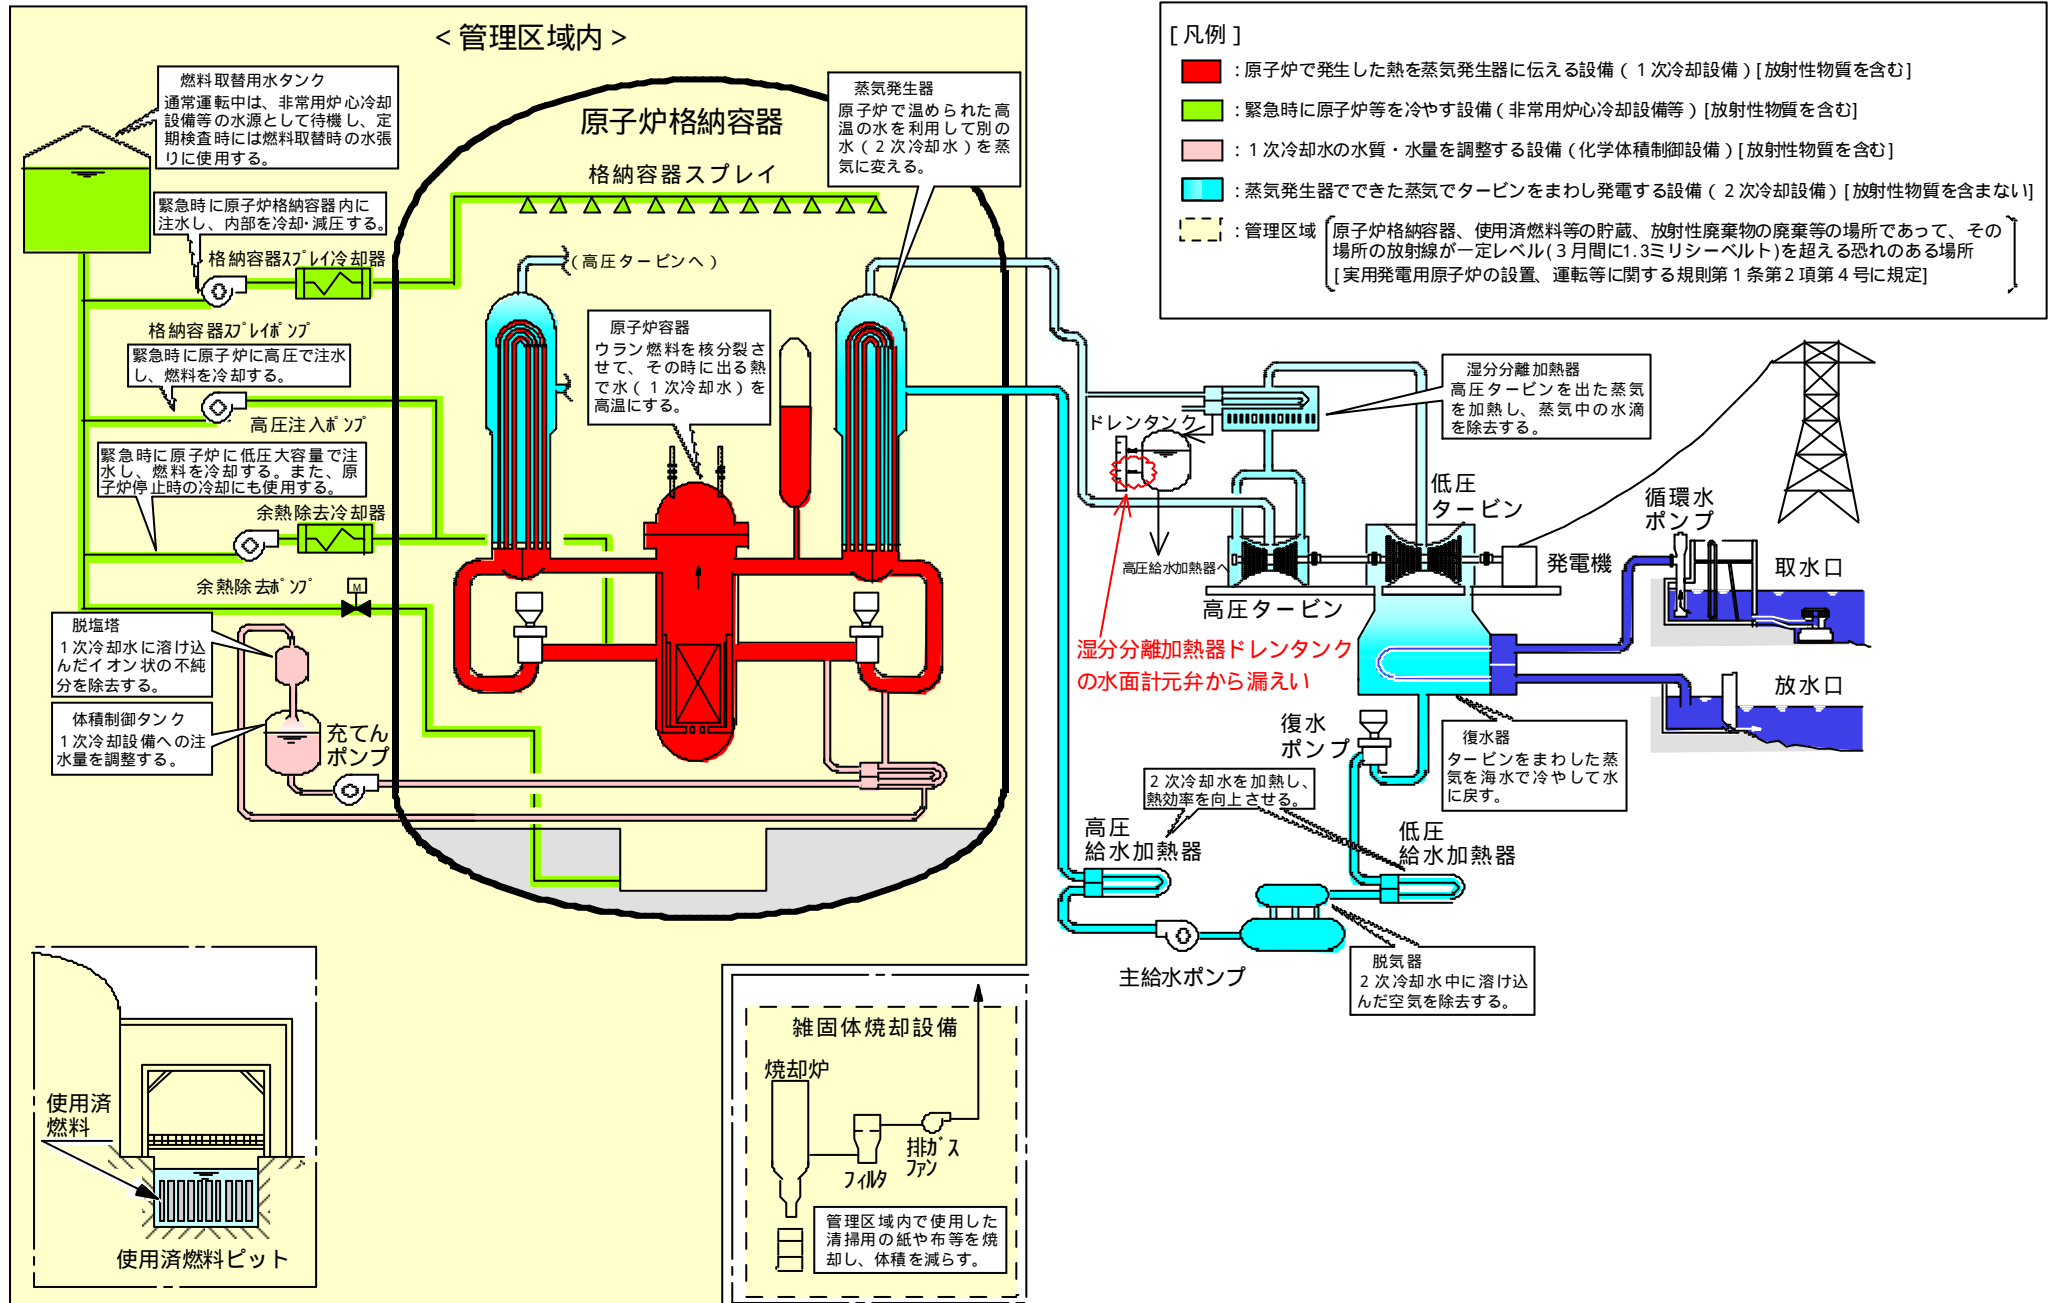 ＜管理区域内＞
燃料取替用水タンク
通常運転中は、非常用炉心冷却
設備等の水源として待機し、定
期検査時には燃料取替時の水張
りに使用する。
緊急時に原子炉格納容器内に
注水し、内部を冷却・減圧する。
格納容器スプレイ冷却器
格納容器スプレイポンプ
緊急時に原子炉に高圧で注水
し、燃料を冷却する。
高圧注入ポンプ
緊急時に原子炉に低圧大容量で注
水し、燃料を冷却する。また、原
子炉停止時の冷却にも使用する。
余熱除去冷却器
余熱除去ポンプ
M
脱塩塔
１次冷却水に溶け込
んだイオン状の不純
分を除去する。
体積制御タンク
１次冷却設備への注
水量を調整する。
充てん
ポンプ
原子炉格納容器
格納容器スプレイ
蒸気発生器
原子炉で温められた高
温の水を利用して別の
水（２次冷却水）を蒸
気に変える。
（高圧タービンへ）
原子炉容器
ウラン燃料を核分裂さ
せて、その時に出る熱
で水（１次冷却水）を
高温にする。
[凡例]
：原子炉で発生した熱を蒸気発生器に伝える設備（１次冷却設備）[放射性物質を含む]
：緊急時に原子炉等を冷やす設備（非常用炉心冷却設備等）[放射性物質を含む]
：１次冷却水の水質・水量を調整する設備（化学体積制御設備）[放射性物質を含む]
：蒸気発生器でできた蒸気でタービンをまわし発電する設備（２次冷却設備）[放射性物質を含まない]
：管理区域 原子炉格納容器、使用済燃料等の貯蔵、放射性廃棄物の廃棄等の場所であって、その
場所の放射線が一定レベル(３月間に1.3ミリシーベルト)を超える恐れのある場所
[実用発電用原子炉の設置、運転等に関する規則第１条第２項第４号に規定]
湿分分離加熱器
高圧タービンを出た蒸気
を加熱し、蒸気中の水滴
を除去する。
ドレンタンク
高圧給水加熱器へ
低圧
タービン
高圧タービン
発電機
循環水
ポンプ
取水口
放水口
湿分分離加熱器ドレンタンク
の水面計元弁から漏えい
復水
ポンプ
復水器
タービンをまわした蒸
気を海水で冷やして水
に戻す。
２次冷却水を加熱し、
熱効率を向上させる。
高圧
給水加熱器
低圧
給水加熱器
主給水ポンプ
脱気器
２次冷却水中に溶け込
んだ空気を除去する。
使用済
燃料
使用済燃料ピット
雑固体焼却設備
焼却炉
フィルタ
排ガス
ファン
管理区域内で使用した
清掃用の紙や布等を焼
却し、体積を減らす。